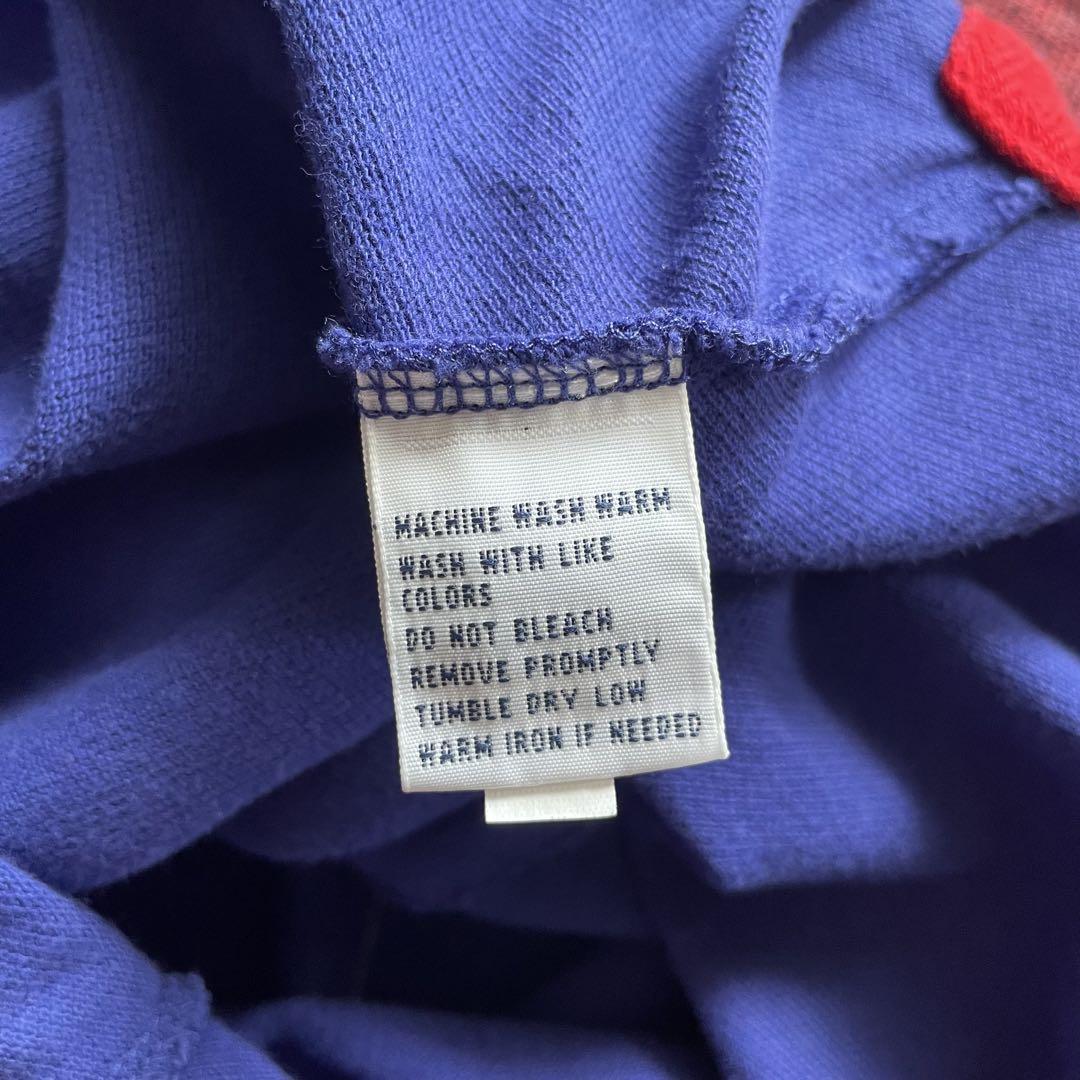 MACHINE WASH WARM
WASH WITH LIKE
COLORS
DO NOT BLEACH
REMOVE PROMPTLY
TUMBLE DRY LOW
WARM IRON IF NEEDED